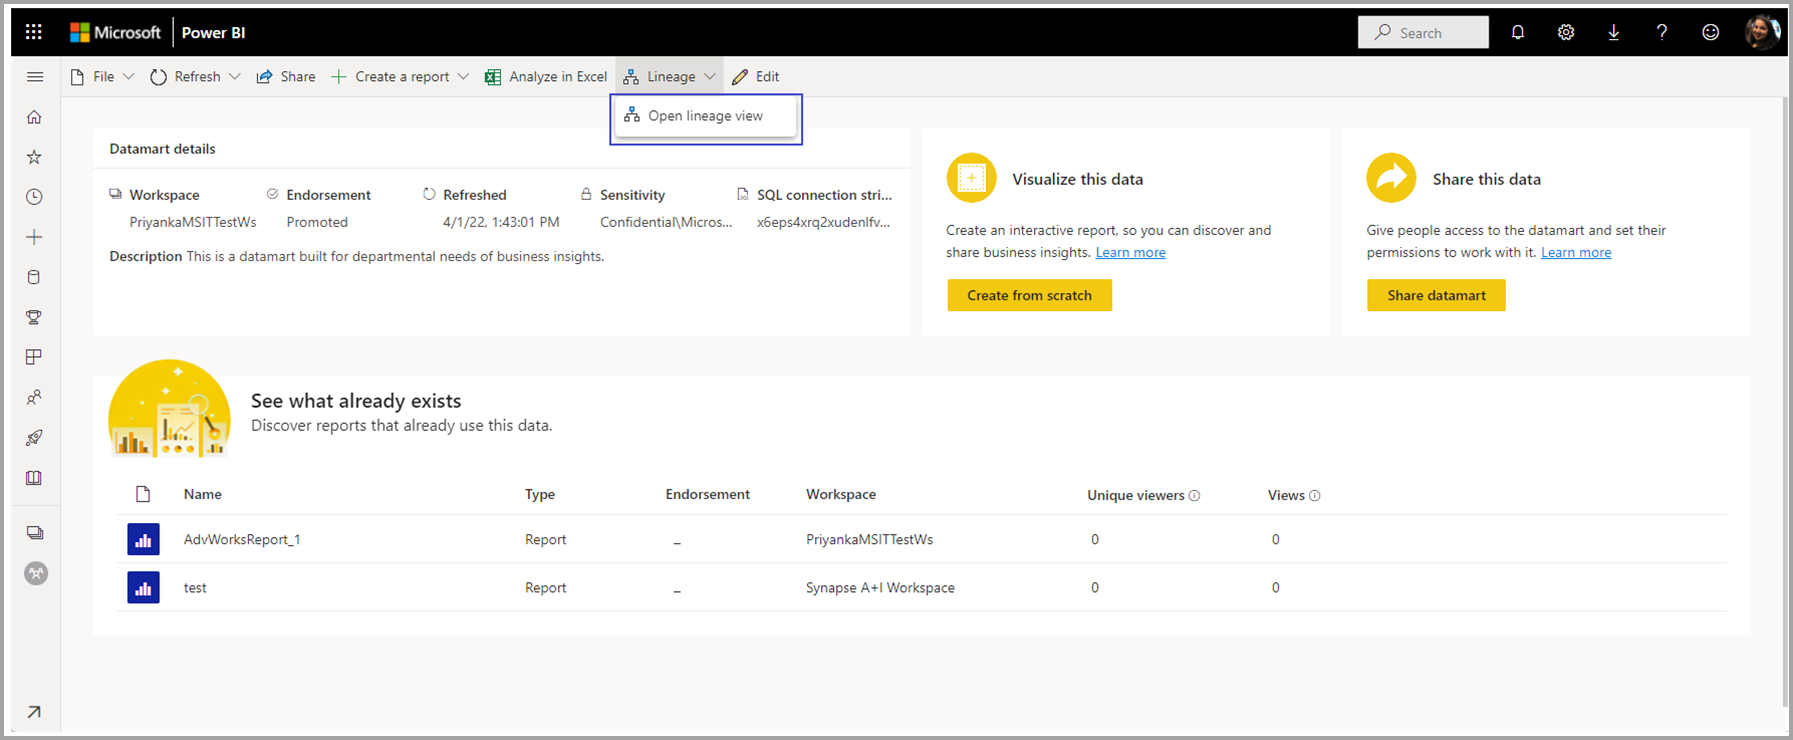 Microsoft Power BI Search
File Refresh Share Create a report Analyze in Excel Lineage Edit
Open lineage view
Datamart details
Workspace Endorsement Refreshed Sensitivity SQL connection stri...
PriyankaMSITTestWs Promoted 4/1/22, 1:43:01 PM Confidential\Micros... x6eps4xrq2xudenlfv...
Description This is a datamart built for departmental needs of business insights.
Visualize this data
Create an interactive report, so you can discover and
share business insights. Learn more
Create from scratch
Share this data
Give people access to the datamart and set their
permissions to work with it. Learn more
Share datamart
See what already exists
Discover reports that already use this data.
Name Type Endorsement Workspace Unique viewers Views
AdvWorksReport_1 Report – PriyankaMSITTestWs 0 0
test Report – Synapse A+I Workspace 0 0